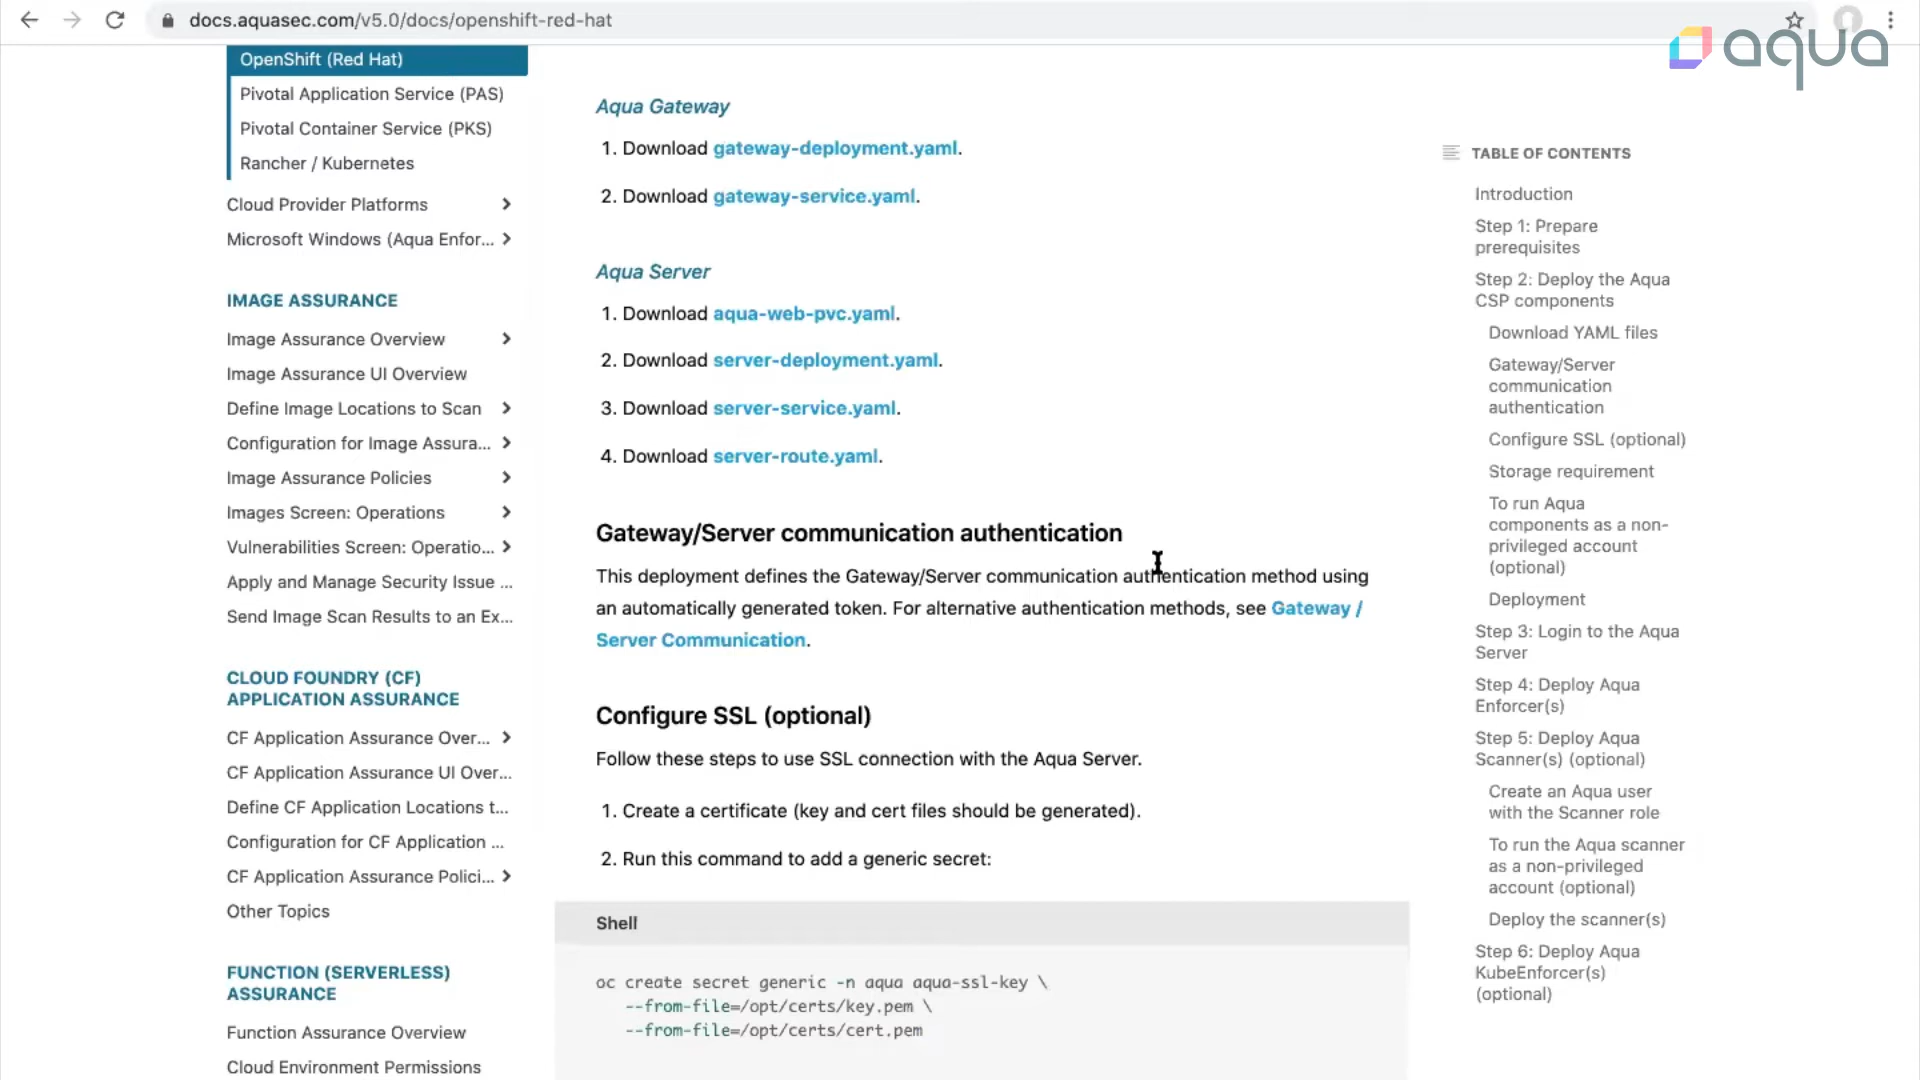 docs.aquasec.com/v5.0/docs/openshift-red-hat
aqua
OpenShift (Red Hat)
Pivotal Application Service (PAS)
Pivotal Container Service (PKS)
Rancher / Kubernetes
Cloud Provider Platforms
Microsoft Windows (Aqua Enfor...
IMAGE ASSURANCE
Image Assurance Overview
Image Assurance UI Overview
Define Image Locations to Scan
Configuration for Image Assura...
Image Assurance Policies
Images Screen: Operations
Vulnerabilities Screen: Operatio...
Apply and Manage Security Issue ...
Send Image Scan Results to an Ex...
CLOUD FOUNDRY (CF)
APPLICATION ASSURANCE
CF Application Assurance Over...
CF Application Assurance UI Over...
Define CF Application Locations t...
Configuration for CF Application ...
CF Application Assurance Polici...
Other Topics
FUNCTION (SERVERLESS)
ASSURANCE
Function Assurance Overview
Cloud Environment Permissions
Aqua Gateway
1. Download gateway-deployment.yaml.
2. Download gateway-service.yaml.
Aqua Server
1. Download aqua-web-pvc.yaml.
2. Download server-deployment.yaml.
3. Download server-service.yaml.
4. Download server-route.yaml.
Gateway/Server communication authentication
This deployment defines the Gateway/Server communication authentication method using
an automatically generated token. For alternative authentication methods, see Gateway /
Server Communication.
Configure SSL (optional)
Follow these steps to use SSL connection with the Aqua Server.
1. Create a certificate (key and cert files should be generated).
2. Run this command to add a generic secret:
Shell
oc create secret generic -n aqua aqua-ssl-key \
--from-file=/opt/certs/key.pem \
--from-file=/opt/certs/cert.pem
TABLE OF CONTENTS
Introduction
Step 1: Prepare
prerequisites
Step 2: Deploy the Aqua
CSP components
Download YAML files
Gateway/Server
communication
authentication
Configure SSL (optional)
Storage requirement
To run Aqua
components as a non-
privileged account
(optional)
Deployment
Step 3: Login to the Aqua
Server
Step 4: Deploy Aqua
Enforcer(s)
Step 5: Deploy Aqua
Scanner(s) (optional)
Create an Aqua user
with the Scanner role
To run the Aqua scanner
as a non-privileged
account (optional)
Deploy the scanner(s)
Step 6: Deploy Aqua
KubeEnforcer(s)
(optional)